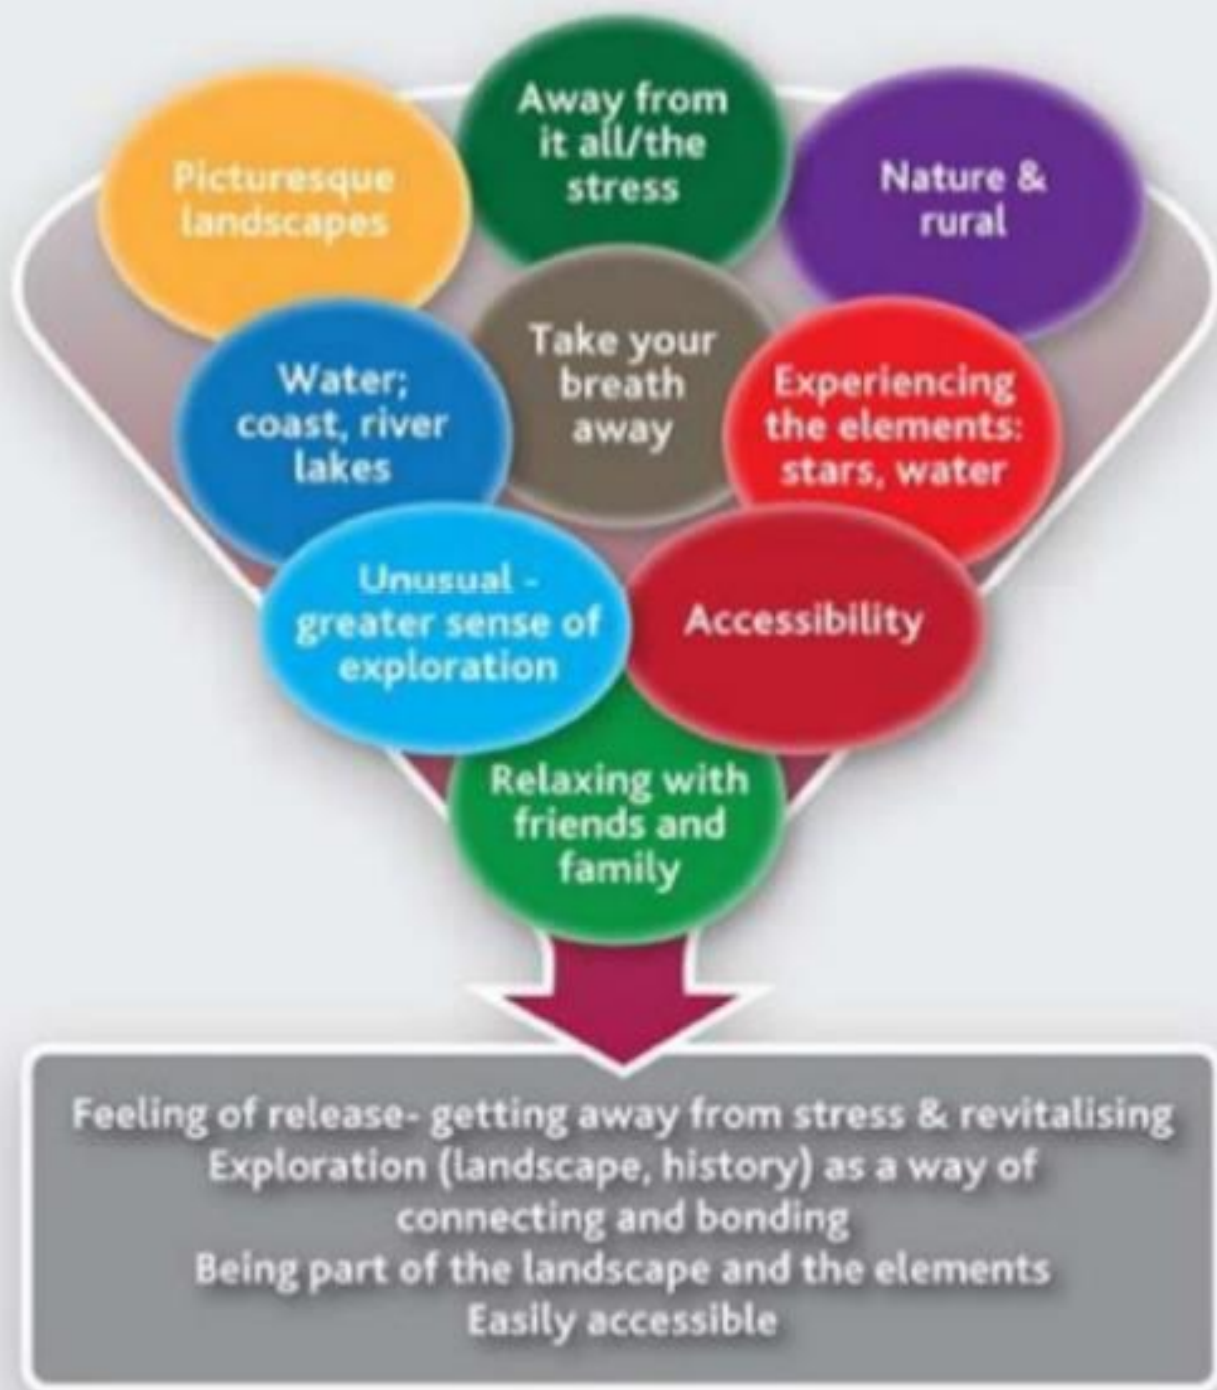 Away from
it all/the
stress
Picturesque
landscapes
Nature &
rural
Take your
breath
away
Water;
coast, river
lakes
Experiencing
the elements:
stars, water
Unusual -
greater sense of
exploration
Accessibility
Relaxing with
friends and
family
Feeling of release- getting away from stress & revitalising
Exploration (landscape, history) as a way of
connecting and bonding
Being part of the landscape and the elements
Easily accessible